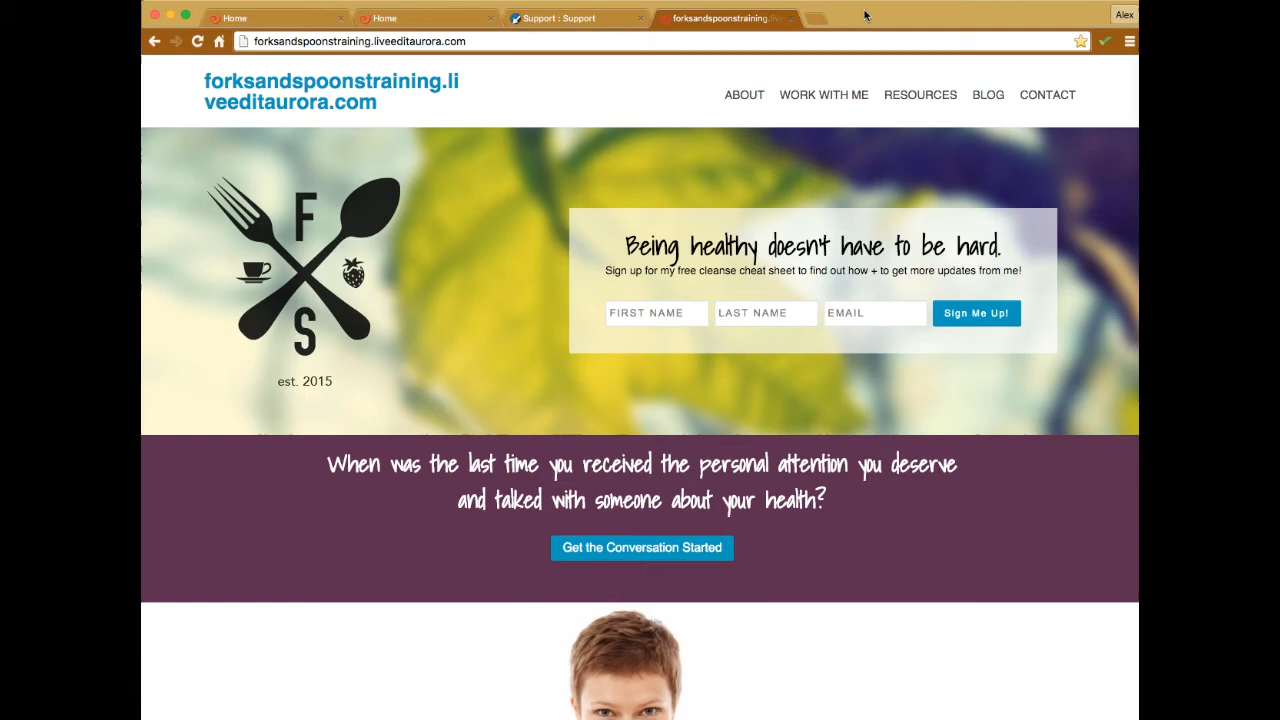 Home
Home
Support : Support
forksandspoonstraining.liv
Alex
forksandspoonstraining.liveeditaurora.com
forksandspoonstraining.li
veeditaurora.com
ABOUT WORK WITH ME RESOURCES BLOG CONTACT
F
S
est. 2015
Being healthy doesn't have to be hard.
Sign up for my free cleanse cheat sheet to find out how + to get more updates from me!
FIRST NAME LAST NAME EMAIL Sign Me Up!
When was the last time you received the personal attention you deserve
and talked with someone about your health?
Get the Conversation Started